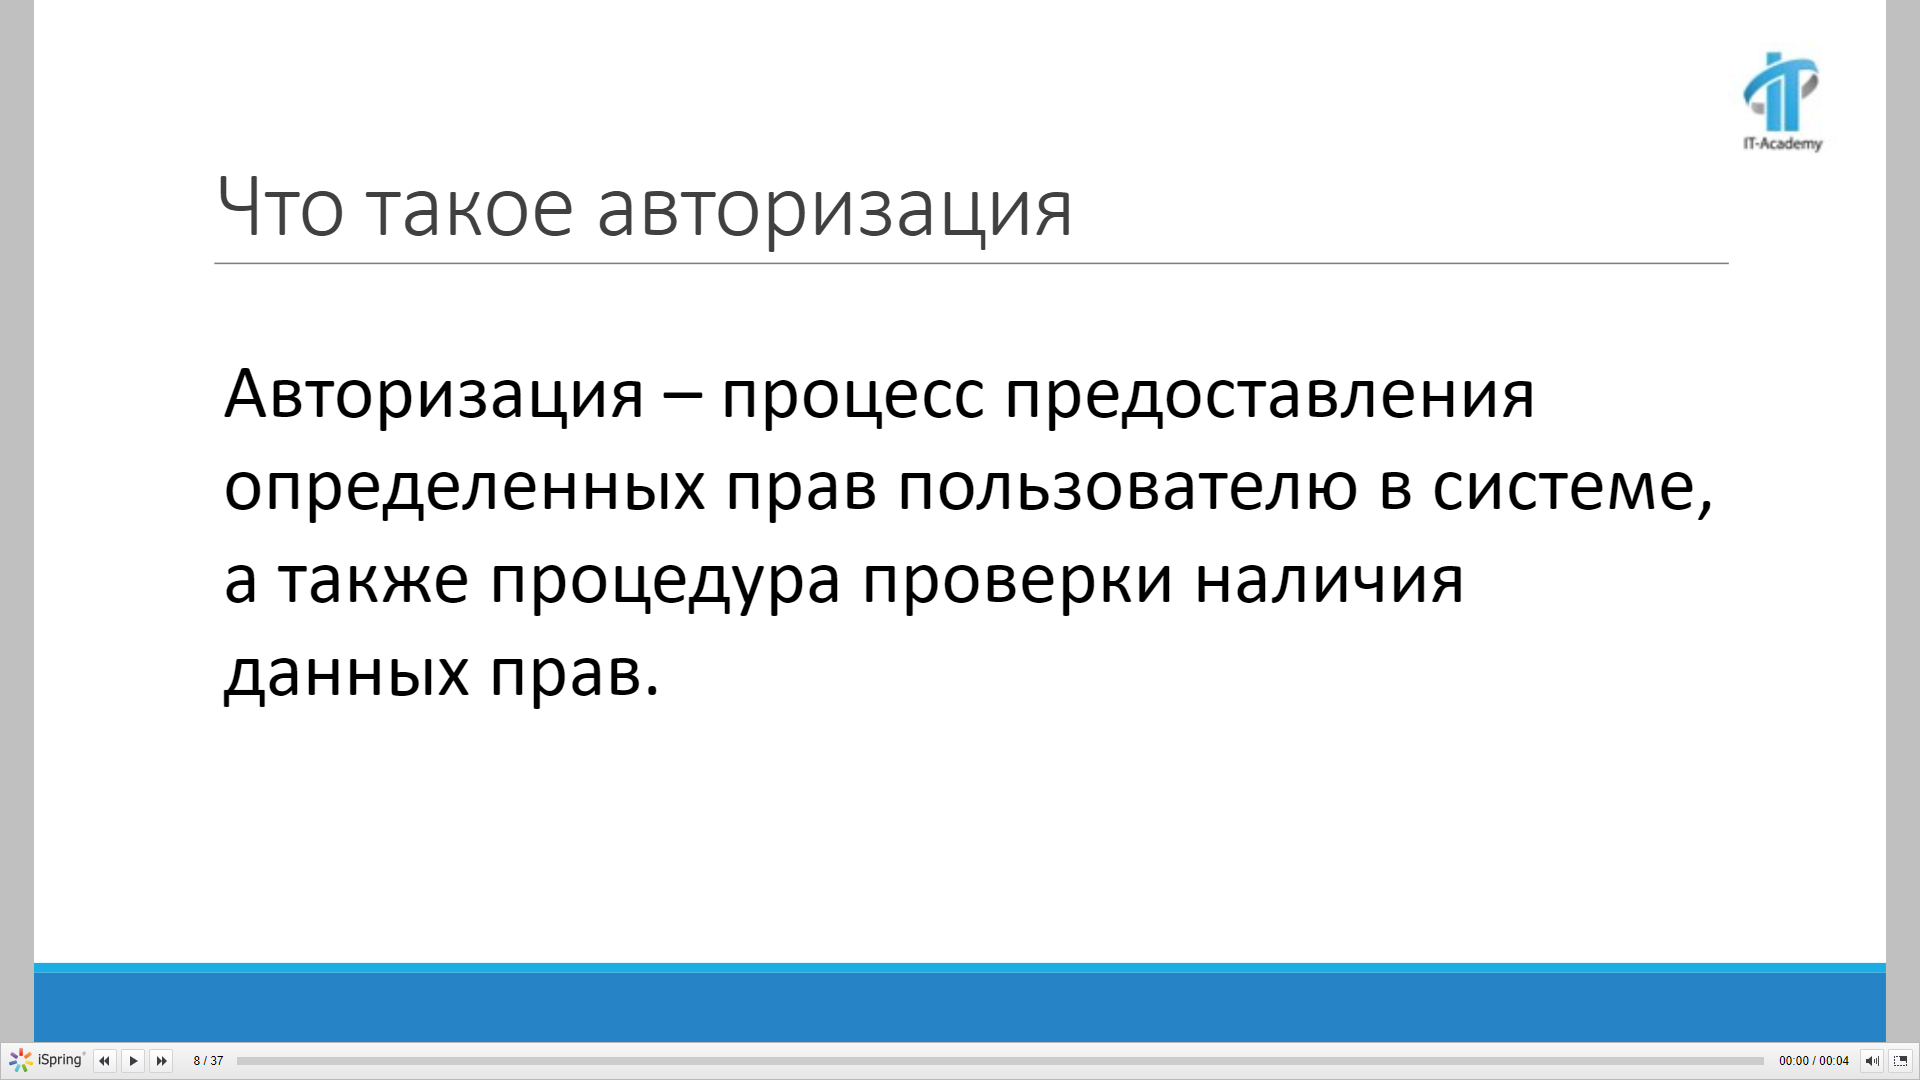 IT-Academy
Что такое авторизация
Авторизация – процесс предоставления
определенных прав пользователю в системе,
а также процедура проверки наличия
данных прав.
iSpring
8 / 37
00:00 / 00:04